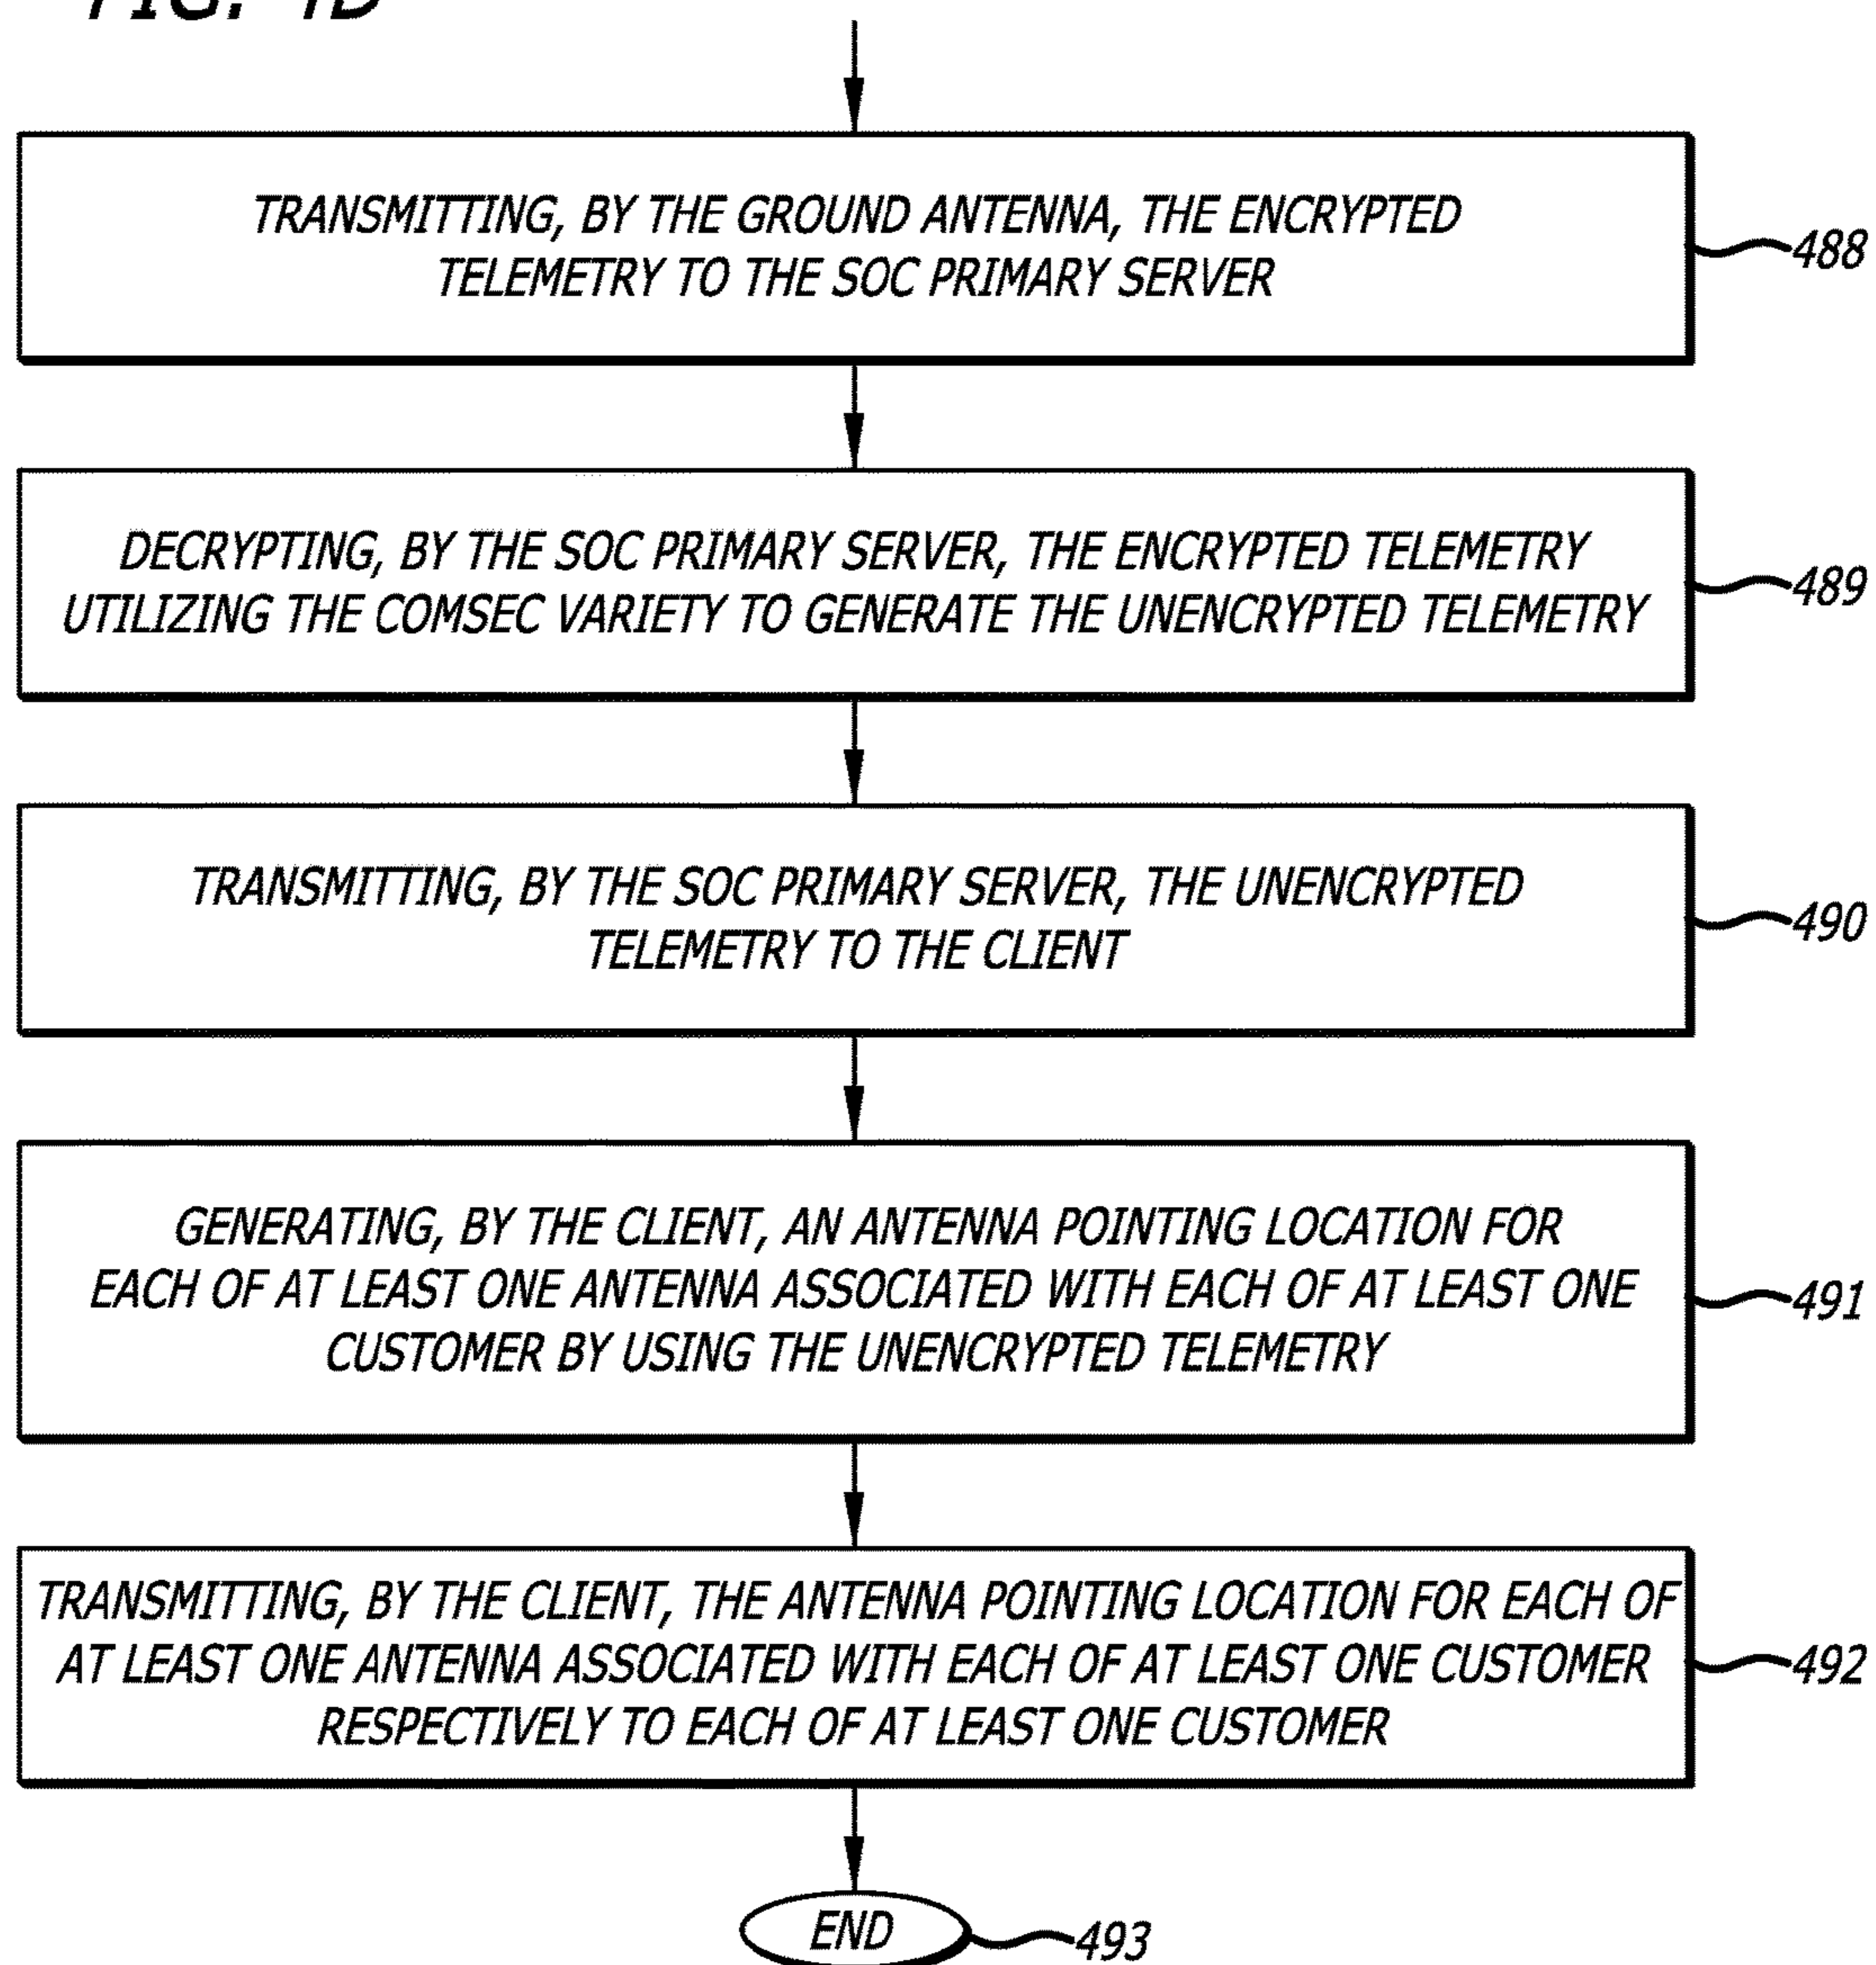 FIG. 4D
TRANSMITTING, BY THE GROUND ANTENNA, THE ENCRYPTED
TELEMETRY TO THE SOC PRIMARY SERVER
488
DECRYPTING, BY THE SOC PRIMARY SERVER, THE ENCRYPTED TELEMETRY
UTILIZING THE COMSEC VARIETY TO GENERATE THE UNENCRYPTED TELEMETRY
489
TRANSMITTING, BY THE SOC PRIMARY SERVER, THE UNENCRYPTED
TELEMETRY TO THE CLIENT
490
GENERATING, BY THE CLIENT, AN ANTENNA POINTING LOCATION FOR
EACH OF AT LEAST ONE ANTENNA ASSOCIATED WITH EACH OF AT LEAST ONE
CUSTOMER BY USING THE UNENCRYPTED TELEMETRY
491
TRANSMITTING, BY THE CLIENT, THE ANTENNA POINTING LOCATION FOR EACH OF
AT LEAST ONE ANTENNA ASSOCIATED WITH EACH OF AT LEAST ONE CUSTOMER
RESPECTIVELY TO EACH OF AT LEAST ONE CUSTOMER
492
END
493